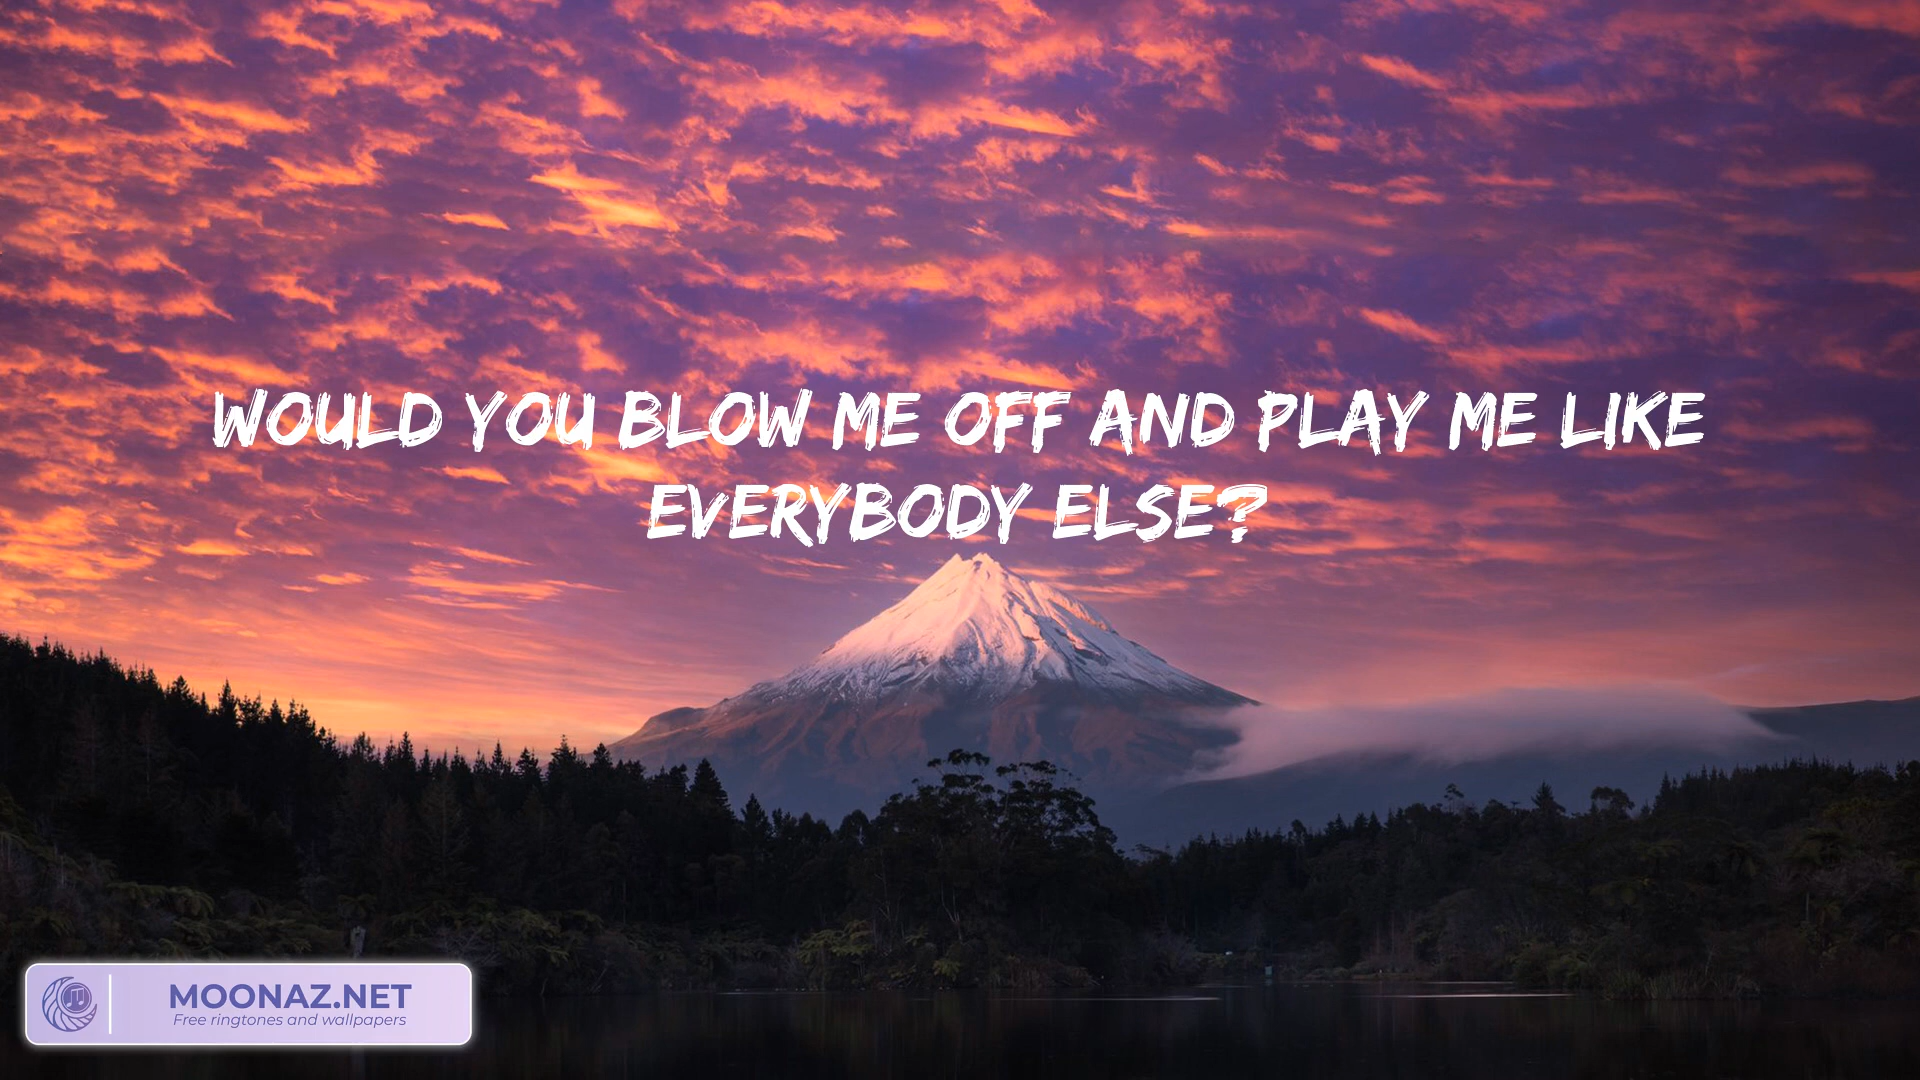 WOULD YOU BLOW ME OFF AND PLAY ME LIKE
EVERYBODY ELSE?
MOONAZ.NET
Free ringtones and wallpapers